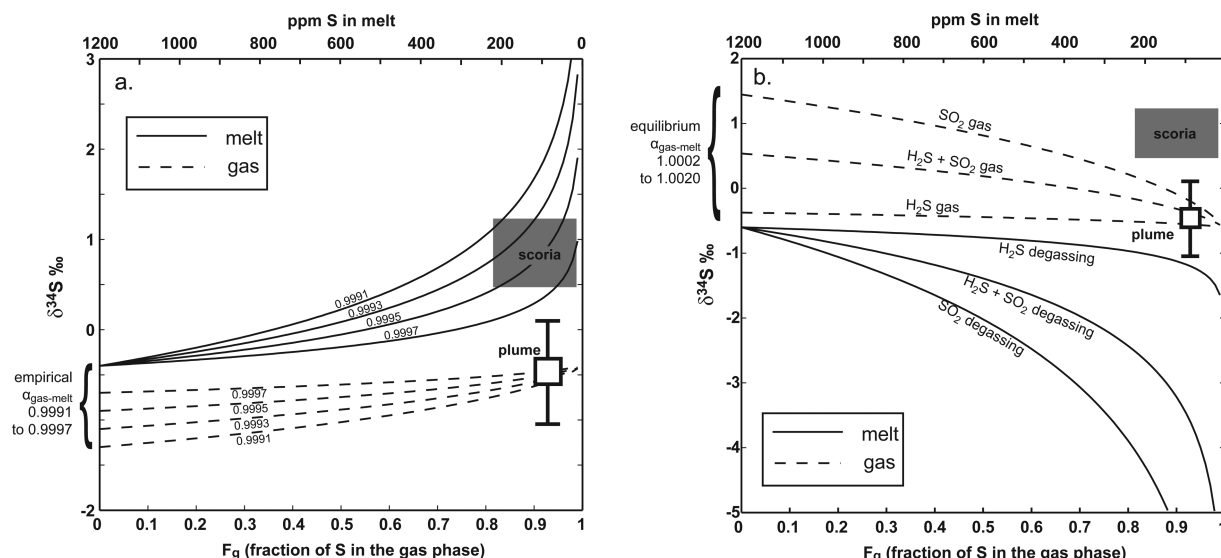 ppm S in melt
1200 1000 800 600 400 200 0
3
2
1
0
-2
δ³⁴S ‰
a.
melt
gas
0.9991
0.9993
0.9995
0.9997
scoria
plume
empirical
αgas-melt
0.9991
to 0.9997
0.9997
0.9995
0.9993
0.9991
0 0.1 0.2 0.3 0.4 0.5 0.6 0.7 0.8 0.9 1
Fg (fraction of S in the gas phase)
ppm S in melt
1200 1000 800 600 400 200
2
1
0
-1
-2
-3
-4
-5
δ³⁴S ‰
b.
equilibrium
αgas-melt
1.0002
to 1.0020
SO₂ gas
H₂S + SO₂ gas
H₂S gas
scoria
plume
H₂S degassing
H₂S + SO₂ degassing
SO₂ degassing
melt
gas
0 0.1 0.2 0.3 0.4 0.5 0.6 0.7 0.8 0.9 1
Fg (fraction of S in the gas phase)